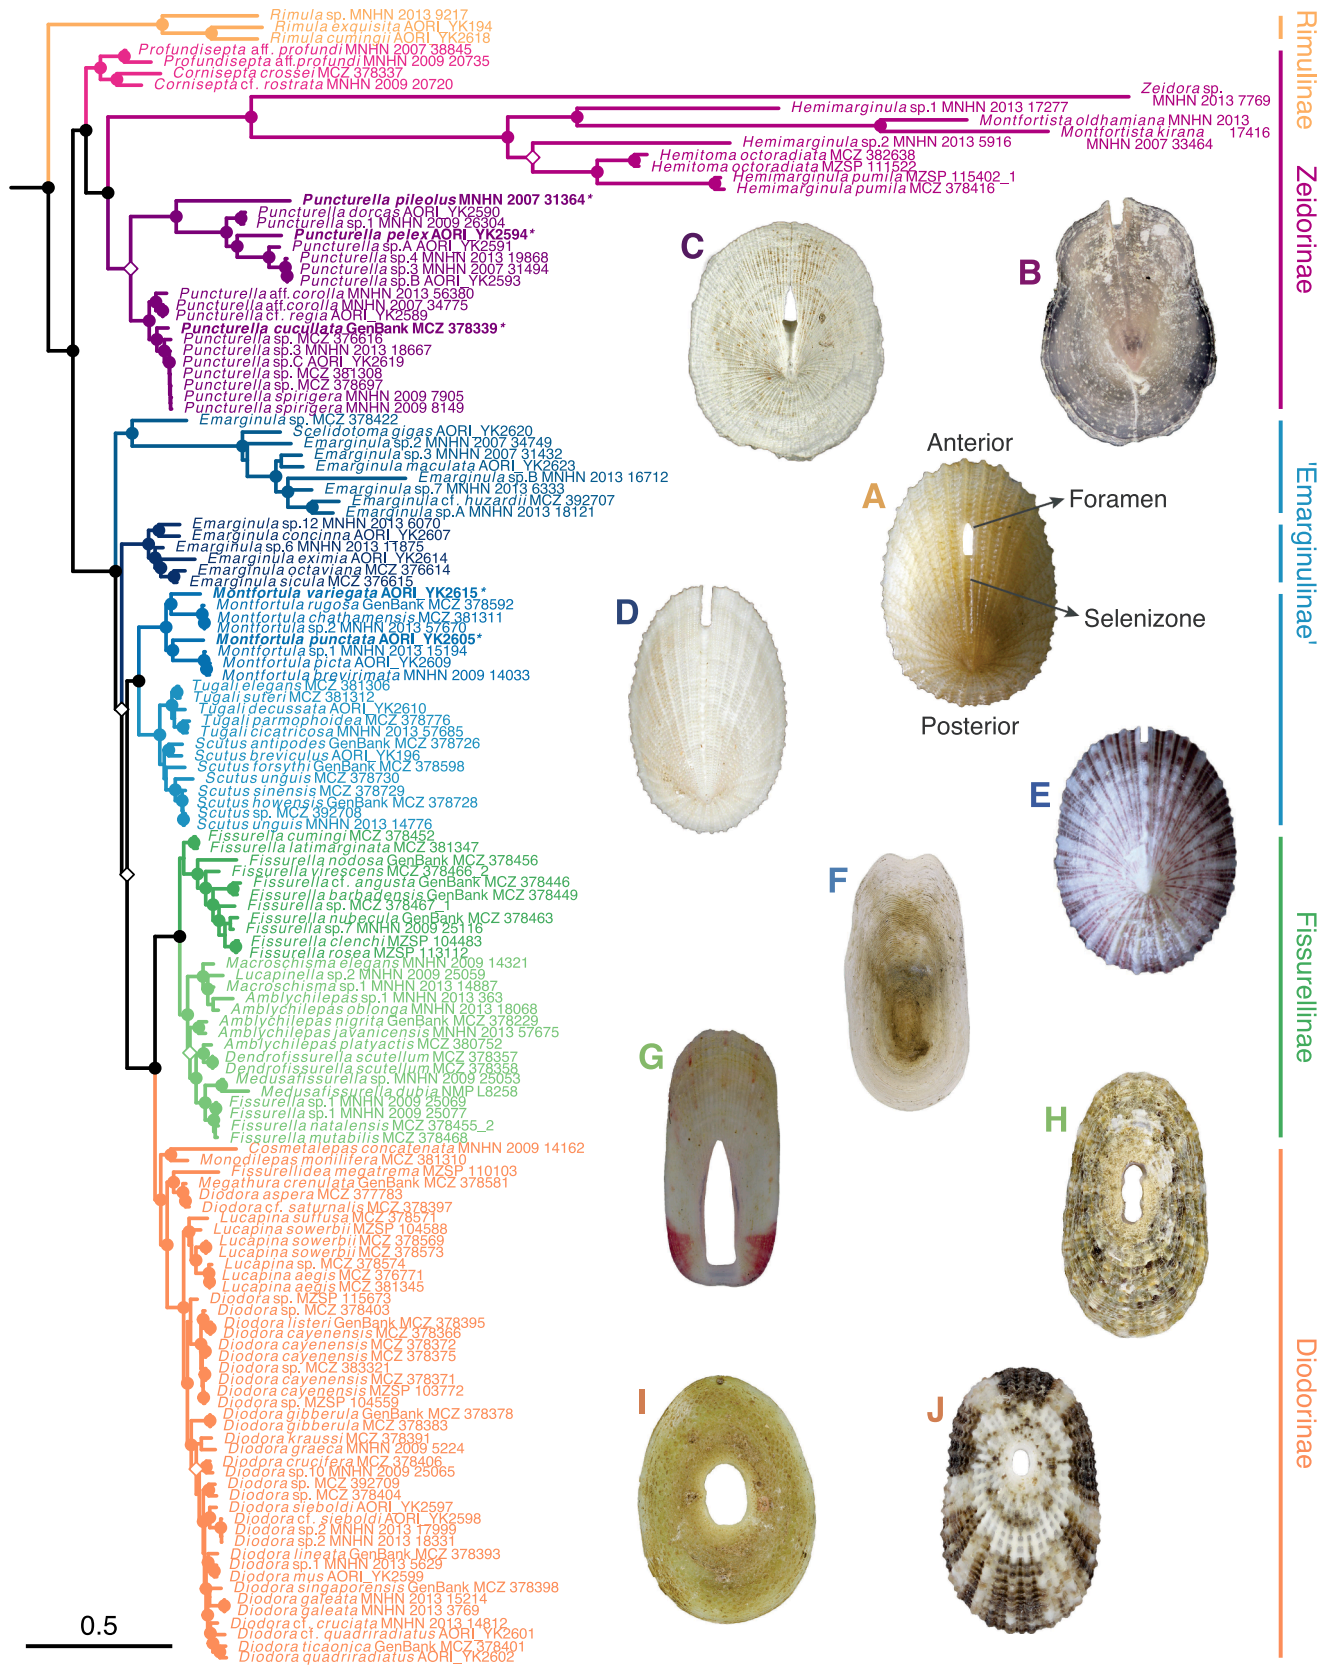 Rimula sp. MNHN 2013 9217
Rimula exquisita AORI_YK194
Rimula cumingii AORI_YK2618
Profundisepta aff. profundi MNHN 2007 38845
Profundisepta aff.profundi MNHN 2009 20735
Cornisepta crossei MCZ 378337
Cornisepta cf. rostrata MNHN 2009 20720
Zeidora sp.
MNHN 2013 7769
Hemimarginula sp.1 MNHN 2013 17277
Montfortista oldhamiana MNHN 2013
17416
Montfortista kirana
MNHN 2007 33464
Hemimarginula sp.2 MNHN 2013 5916
Hemitoma octoradiata MCZ 382638
Hemitoma octoradiata MZSP 111522
Hemimarginula pumila MZSP 115402_1
Hemimarginula pumila MCZ 378416
Puncturella pileolus MNHN 2007 31364*
Puncturella dorcas AORI_YK2590
Puncturella sp.1 MNHN 2009 26304
Puncturella pelex AORI_YK2594*
Puncturella sp.A AORI_YK2591
Puncturella sp.4 MNHN 2013 19868
Puncturella sp.3 MNHN 2007 31494
Puncturella sp.B AORI_YK2593
Puncturella aff. corolla MNHN 2013 56380
Puncturella aff.corolla MNHN 2007 34775
Puncturella cf. regia AORI_YK2589
Puncturella cucullata GenBank MCZ 378339*
Puncturella sp. MCZ 376616
Puncturella sp.3 MNHN 2013 18667
Puncturella sp.C AORI_YK2619
Puncturella sp. MCZ 381308
Puncturella sp. MCZ 378697
Puncturella spirigera MNHN 2009 7905
Puncturella spirigera MNHN 2009 8149
Emarginula sp. MCZ 378422
Scelidotoma gigas AORI_YK2620
Emarginula sp.2 MNHN 2007 34749
Emarginula sp.3 MNHN 2007 31432
Emarginula maculata AORI_YK2623
Emarginula sp.B MNHN 2013 16712
Emarginula sp.7 MNHN 2013 6333
Emarginula cf. huzardii MCZ 392707
Emarginula sp.A MNHN 2013 18121
Emarginula sp.12 MNHN 2013 6070
Emarginula concinna AORI_YK2607
Emarginula sp.6 MNHN 2013 11875
Emarginula eximia AORI_YK2614
Emarginula octaviana MCZ 376614
Emarginula sicula MCZ 376615
Montfortula variegata AORI_YK2615*
Montfortula rugosa GenBank MCZ 378592
Montfortula chathamensis MCZ 381311
Montfortula sp.2 MNHN 2013 57670
Montfortula punctata AORI_YK2605*
Montfortula sp.1 MNHN 2013 15194
Montfortula picta AORI_YK2609
Montfortula brevirimata MNHN 2009 14033
Tugali elegans MCZ 381306
Tugali suteri MCZ 381312
Tugali decussata AORI_YK2610
Tugali parmophoidea MCZ 378776
Tugali cicatricosa MNHN 2013 57685
Scutus antipodes GenBank MCZ 378726
Scutus breviculus AORI_YK196
Scutus forsythi GenBank MCZ 378598
Scutus unguis MCZ 378730
Scutus sinensis MCZ 378729
Scutus howensis GenBank MCZ 378728
Scutus sp. MCZ 392708
Scutus unguis MNHN 2013 14776
Fissurella cumingi MCZ 378452
Fissurella latimarginata MCZ 381347
Fissurella nodosa GenBank MCZ 378456
Fissurella virescens MCZ 378466_2
Fissurella cf. angusta GenBank MCZ 378446
Fissurella barbadensis GenBank MCZ 378449
Fissurella sp. MCZ 378467_1
Fissurella nubecula GenBank MCZ 378463
Fissurella sp.7 MNHN 2009 25116
Fissurella clenchi MZSP 104483
Fissurella rosea MZSP 113112
Macroschisma elegans MNHN 2009 14321
Lucapinella sp.2 MNHN 2009 25059
Macroschisma sp.1 MNHN 2013 14887
Amblychilepas sp.1 MNHN 2013 363
Amblychilepas oblonga MNHN 2013 18068
Amblychilepas nigrita GenBank MCZ 378229
Amblychilepas javanicensis MNHN 2013 57675
Amblychilepas platyactis MCZ 380752
Dendrofissurella scutellum MCZ 378357
Dendrofissurella scutellum MCZ 378358
Medusafissurella sp. MNHN 2009 25053
Medusafissurella dubia NMP L8258
Fissurella sp.1 MNHN 2009 25069
Fissurella sp.1 MNHN 2009 25077
Fissurella natalensis MCZ 378455_2
Fissurella mutabilis MCZ 378468
Cosmetalepas concatenata MNHN 2009 14162
Monodilepas monilifera MCZ 381310
Fissurellidea megatrema MZSP 110103
Megathura crenulata GenBank MCZ 378581
Diodora aspera MCZ 377783
Diodora cf. saturnalis MCZ 378397
Lucapina suffusa MCZ 378571
Lucapina sowerbii MZSP 104588
Lucapina sowerbii MCZ 378569
Lucapina sowerbii MCZ 378573
Lucapina sp. MCZ 378574
Lucapina aegis MCZ 376771
Lucapina aegis MCZ 381345
Diodora sp. MZSP 115673
Diodora sp. MCZ 378403
Diodora listeri GenBank MCZ 378395
Diodora cayenensis MCZ 378366
Diodora cayenensis MCZ 378372
Diodora cayenensis MCZ 378375
Diodora sp. MCZ 383321
Diodora cayenensis MCZ 378371
Diodora cayenensis MZSP 103772
Diodora sp. MZSP 104559
Diodora gibberula GenBank MCZ 378378
Diodora gibberula MCZ 378383
Diodora kraussi MCZ 378391
Diodora graeca MNHN 2009 5224
Diodora crucifera MCZ 378406
Diodora sp.10 MNHN 2009 25065
Diodora sp. MCZ 392709
Diodora sp. MCZ 378404
Diodora sieboldi AORI_YK2597
Diodora cf. sieboldi AORI_YK2598
Diodora sp.2 MNHN 2013 17999
Diodora sp.2 MNHN 2013 18331
Diodora lineata GenBank MCZ 378393
Diodora sp.1 MNHN 2013 5629
Diodora mus AORI_YK2599
Diodora singaporensis GenBank MCZ 378398
Diodora galeata MNHN 2013 15214
Diodora galeata MNHN 2013 3769
Diodora cf. cruciata MNHN 2013 14812
Diodora cf. quadriradiatus AORI_YK2601
Diodora ticaonica GenBank MCZ 378401
Diodora quadriradiatus AORI_YK2602
0.5
C
B
Anterior
A
Foramen
Selenizone
Posterior
D
E
F
G
H
I
J
Rimulinae
Zeidorinae
'Emarginulinae'
Fissurellinae
Diodorinae